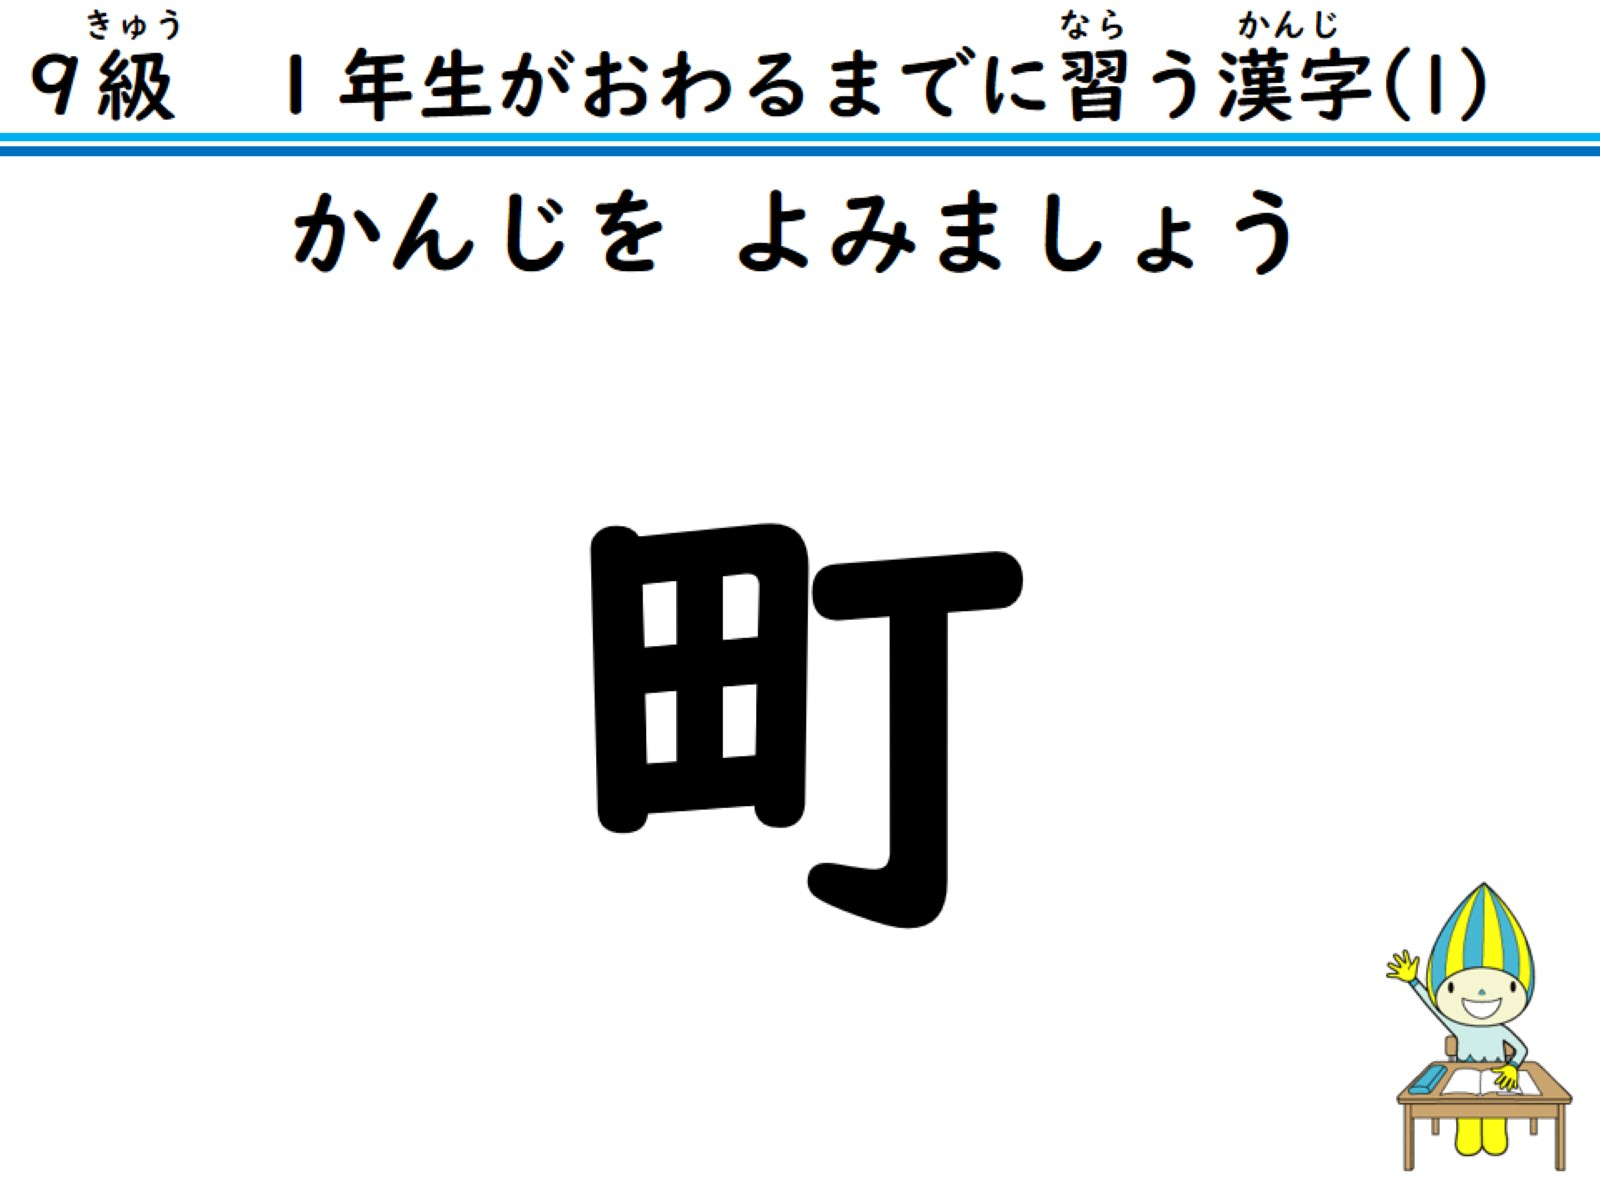 きゅう なら かんじ
9級 1年生がおわるまでに習う漢字(1)
かんじを よみましょう
町